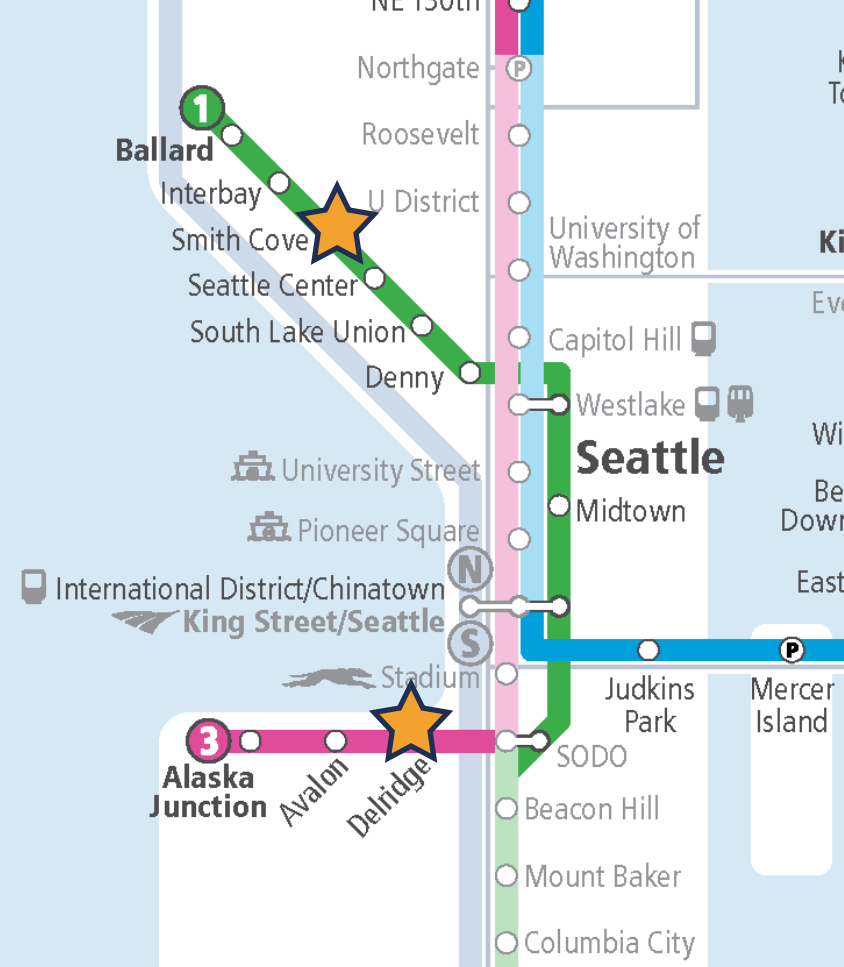 NE 130th
Northgate
P
Roosevelt
1
Ballard
Interbay
U District
Smith Cove
University of
Washington
Seattle Center
South Lake Union
Capitol Hill
Denny
Westlake
Seattle
University Street
Midtown
Pioneer Square
N
International District/Chinatown
King Street/Seattle
S
Stadium
Judkins
Park
P
Mercer
Island
3
Alaska
Junction
Avalon
Delridge
SODO
Beacon Hill
Mount Baker
Columbia City